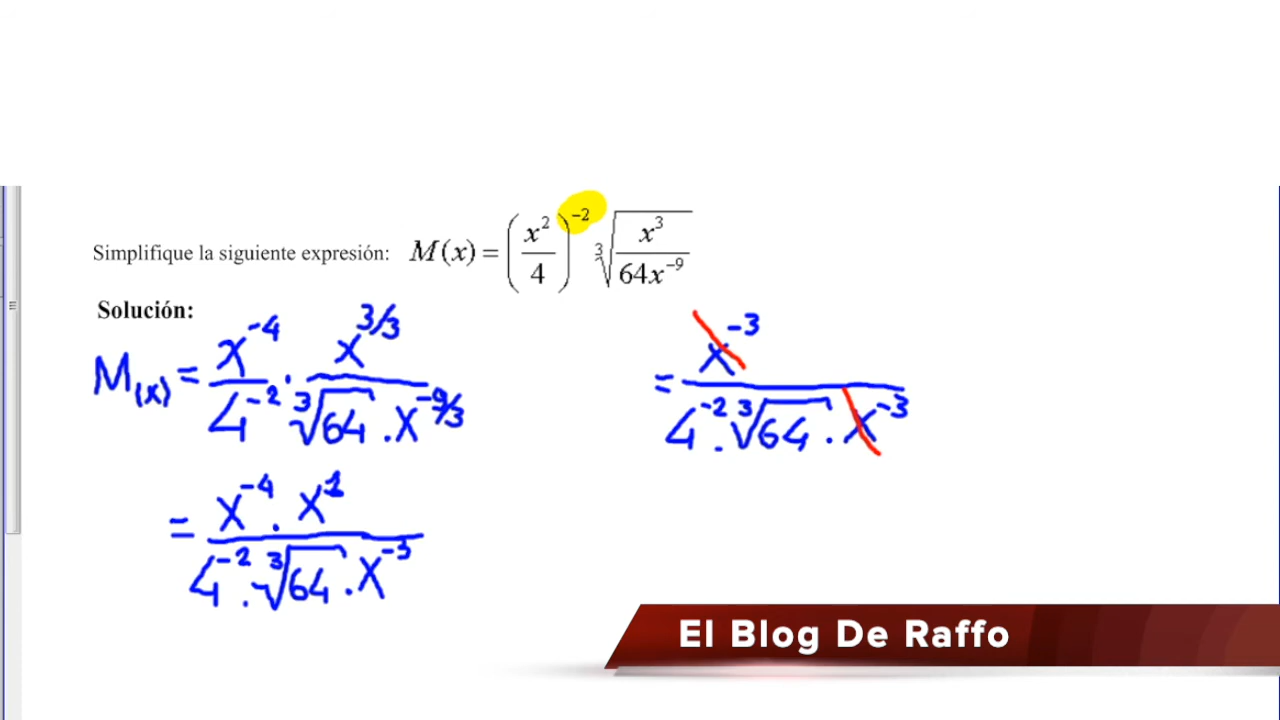 Simplifique la siguiente expresión: M(x) = (x²/4)⁻² ∛(x³/(64x⁻⁹))
Solución:
M(x) = x⁻⁴/4⁻² · x^(3/3)/(∛64 · x^(-9/3))
= (x⁻⁴ · x¹)/(4⁻² · ∛64 · x⁻³)
= x⁻³/(4⁻² · ∛64 · x⁻³)
El Blog De Raffo